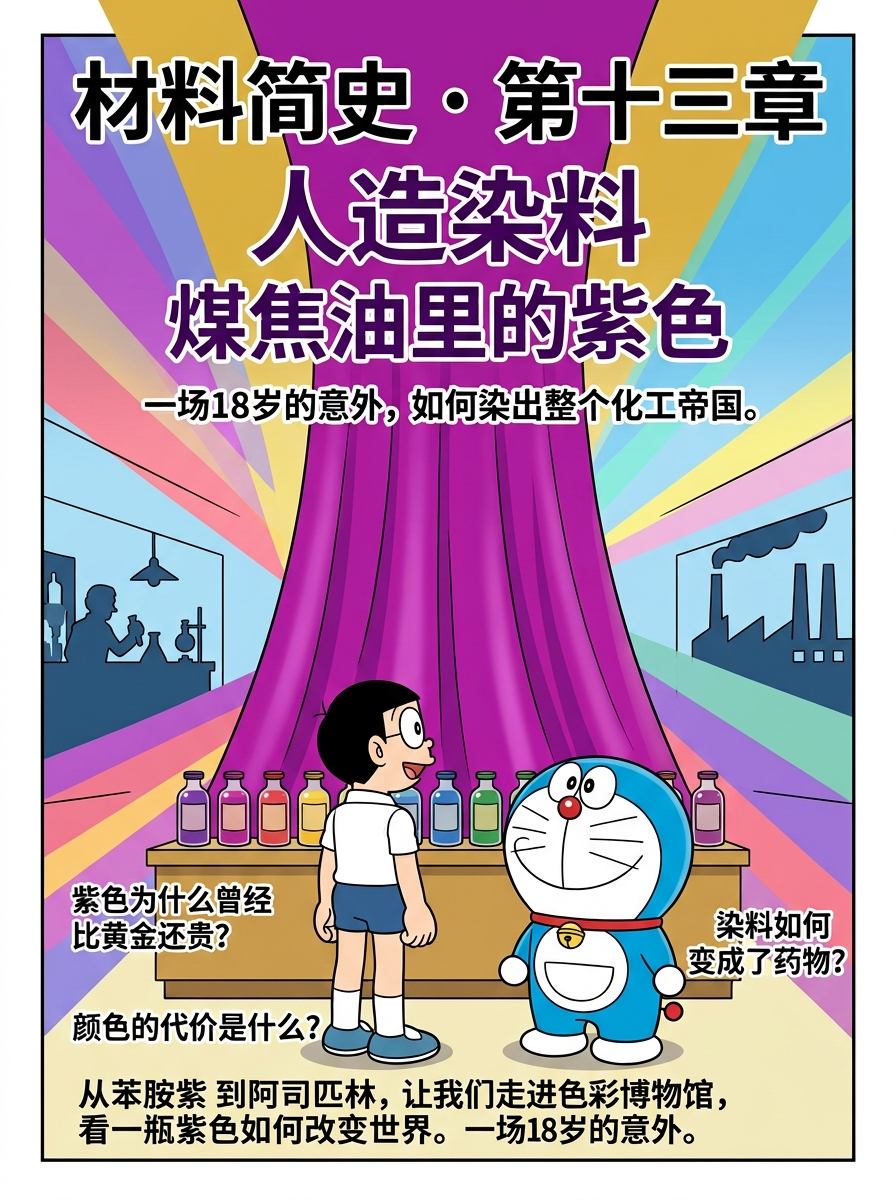 材料简史·第十三章
人造染料
煤焦油里的紫色
一场18岁的意外，如何染出整个化工帝国。
紫色为什么曾经
比黄金还贵？
染料如何
变成了药物？
颜色的代价是什么？
从苯胺紫 到阿司匹林，让我们走进色彩博物馆，
看一瓶紫色如何改变世界。一场18岁的意外。